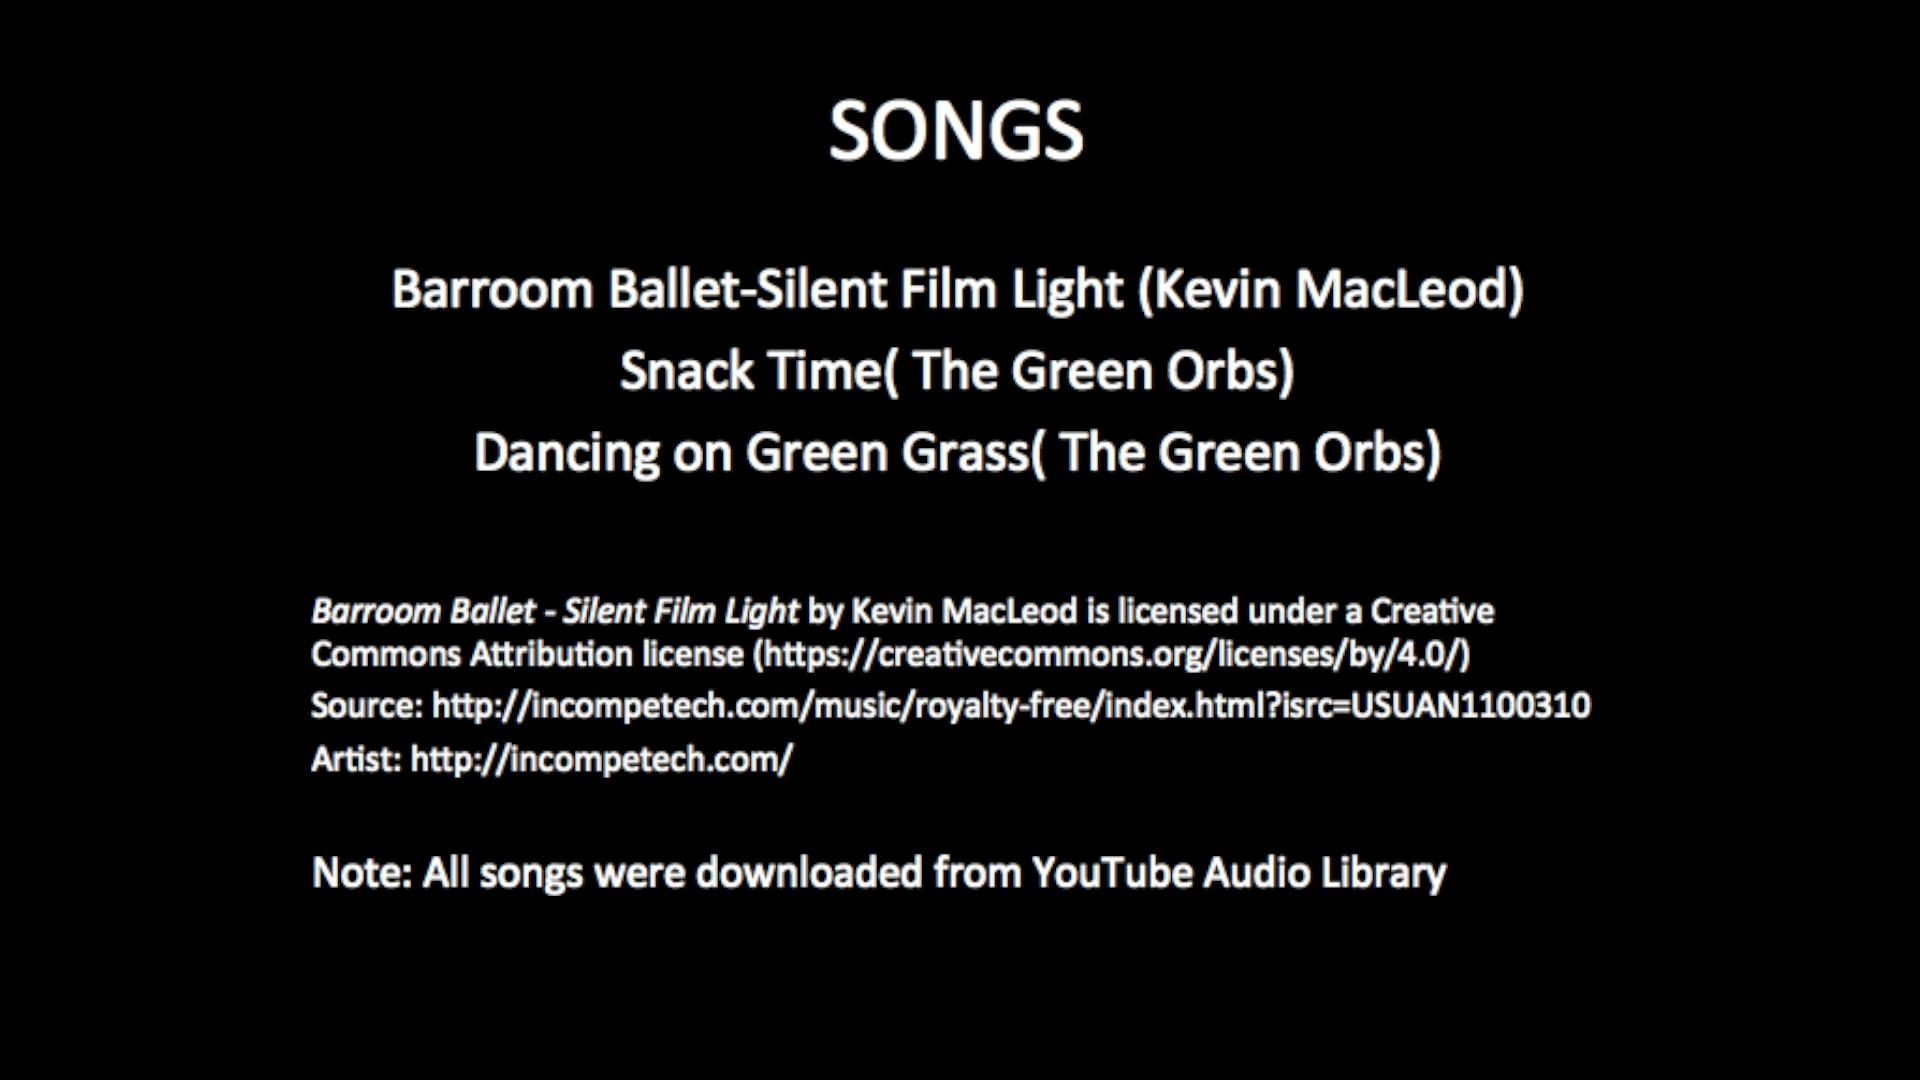 SONGS
Barroom Ballet-Silent Film Light (Kevin MacLeod)
Snack Time( The Green Orbs)
Dancing on Green Grass( The Green Orbs)
Barroom Ballet - Silent Film Light by Kevin MacLeod is licensed under a Creative
Commons Attribution license (https://creativecommons.org/licenses/by/4.0/)
Source: http://incompetech.com/music/royalty-free/index.html?isrc=USUAN1100310
Artist: http://incompetech.com/
Note: All songs were downloaded from YouTube Audio Library